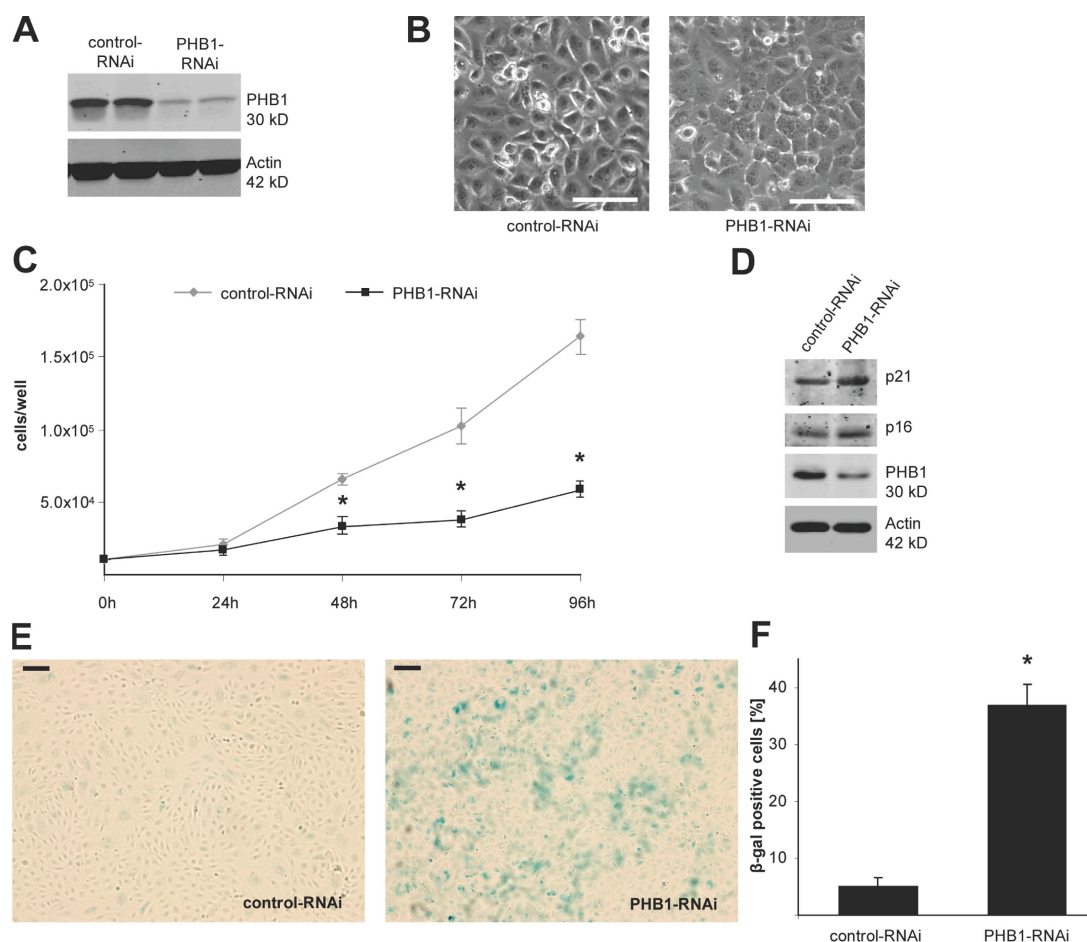 A
control-
RNAi
PHB1-
RNAi
PHB1
30 kD
Actin
42 kD
B
control-RNAi
PHB1-RNAi
C
control-RNAi
PHB1-RNAi
2.0x10⁵
1.5x10⁵
1.0x10⁵
5.0x10⁴
cells/well
0h
24h
48h
72h
96h
*
*
*
D
control-RNAi
PHB1-RNAi
p21
p16
PHB1
30 kD
Actin
42 kD
E
control-RNAi
PHB1-RNAi
F
β-gal positive cells [%]
40
30
20
10
*
control-RNAi
PHB1-RNAi